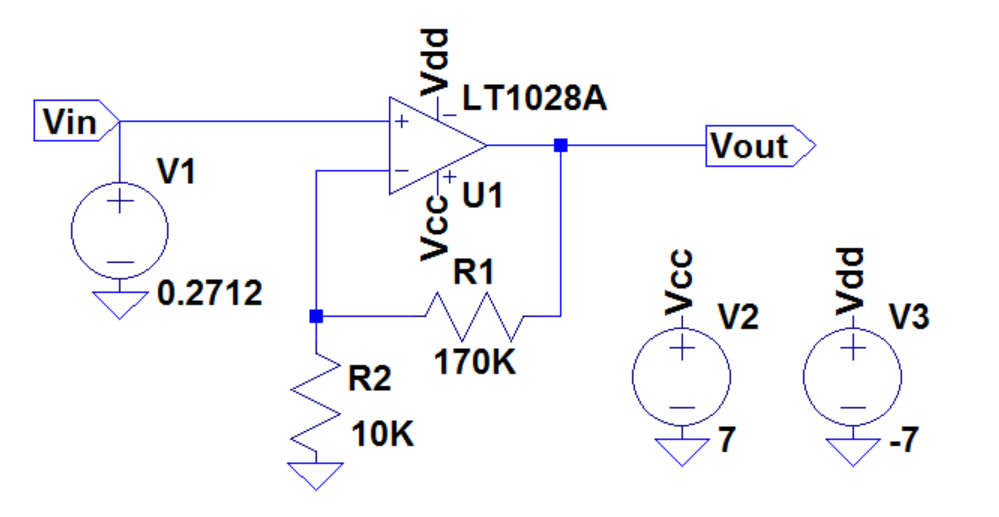 Vdd
LT1028A
Vin
+
−
Vout
V1
+
−
−
+
U1
Vcc
0.2712
R1
170K
R2
10K
Vcc
V2
+
−
7
Vdd
V3
+
−
-7